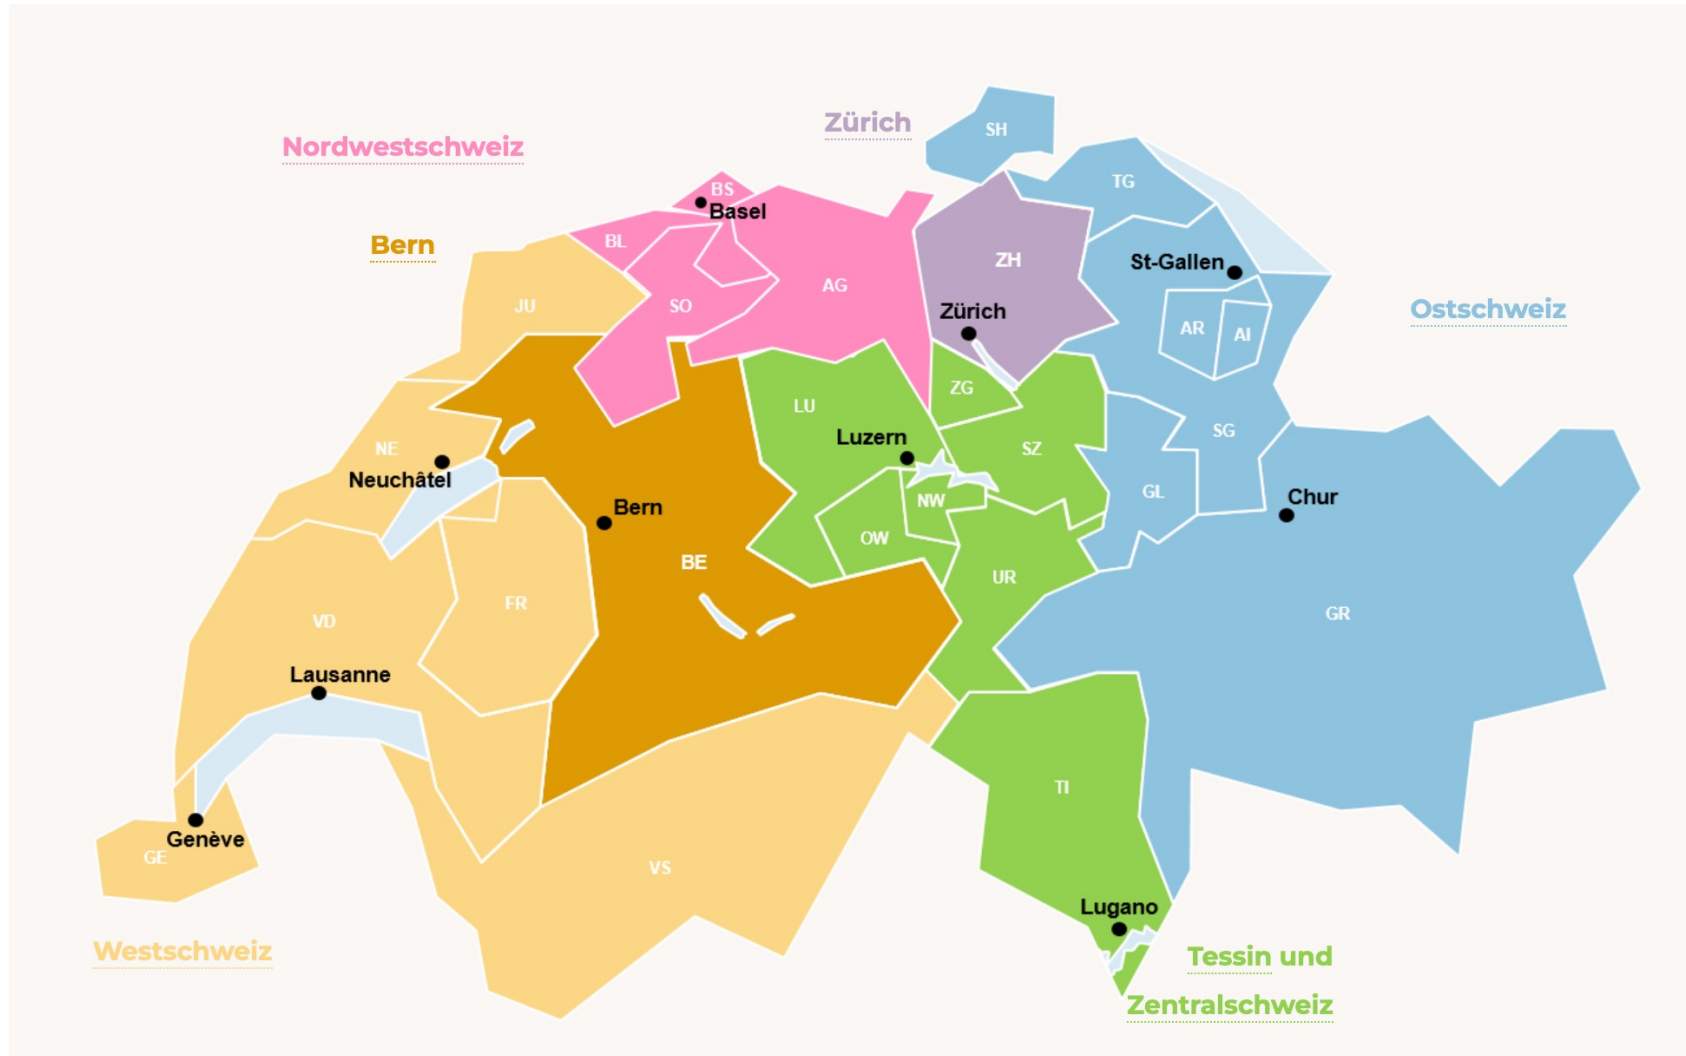 SH
Zürich
Nordwestschweiz
TG
BS
Basel
BL
Bern
ZH
St-Gallen
AG
JU
SO
Zürich
Ostschweiz
AR
AI
ZG
LU
Luzern
SZ
SG
NE
Neuchâtel
NW
GL
Chur
Bern
OW
BE
UR
FR
GR
VD
Lausanne
TI
Genève
GE
VS
Lugano
Westschweiz
Tessin und
Zentralschweiz